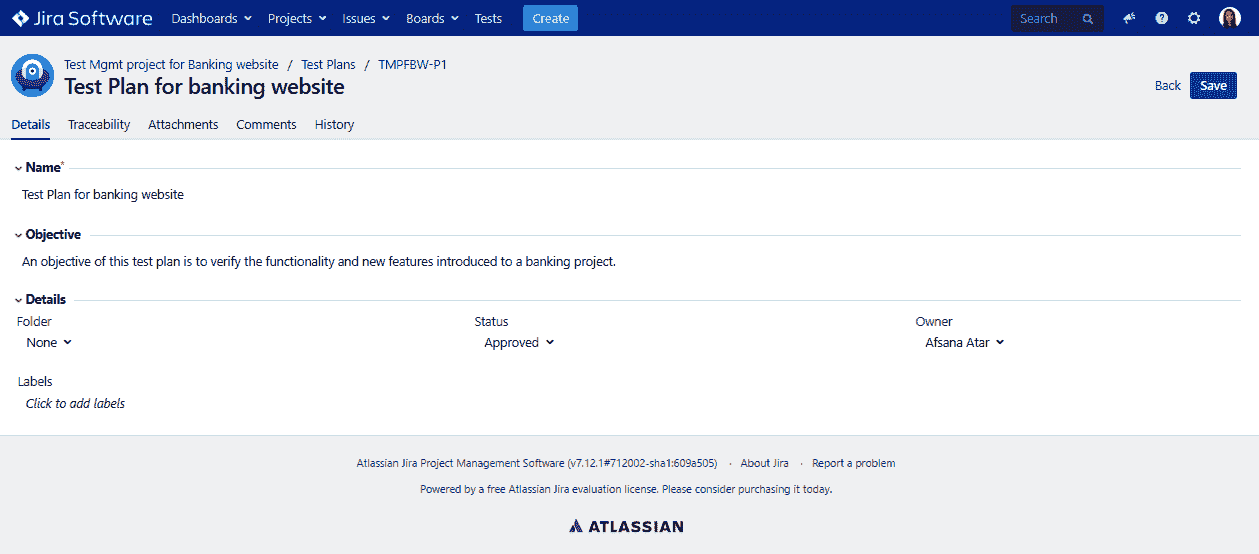 Jira Software Dashboards Projects Issues Boards Tests Create Search
Test Mgmt project for Banking website / Test Plans / TMPFBW-P1
Test Plan for banking website
Back Save
Details Traceability Attachments Comments History
Name*
Test Plan for banking website
Objective
An objective of this test plan is to verify the functionality and new features introduced to a banking project.
Details
Folder Status Owner
None Approved Afsana Atar
Labels
Click to add labels
Atlassian Jira Project Management Software (v7.12.1#712002-sha1:609a505) · About Jira · Report a problem
Powered by a free Atlassian Jira evaluation license. Please consider purchasing it today.
ATLASSIAN